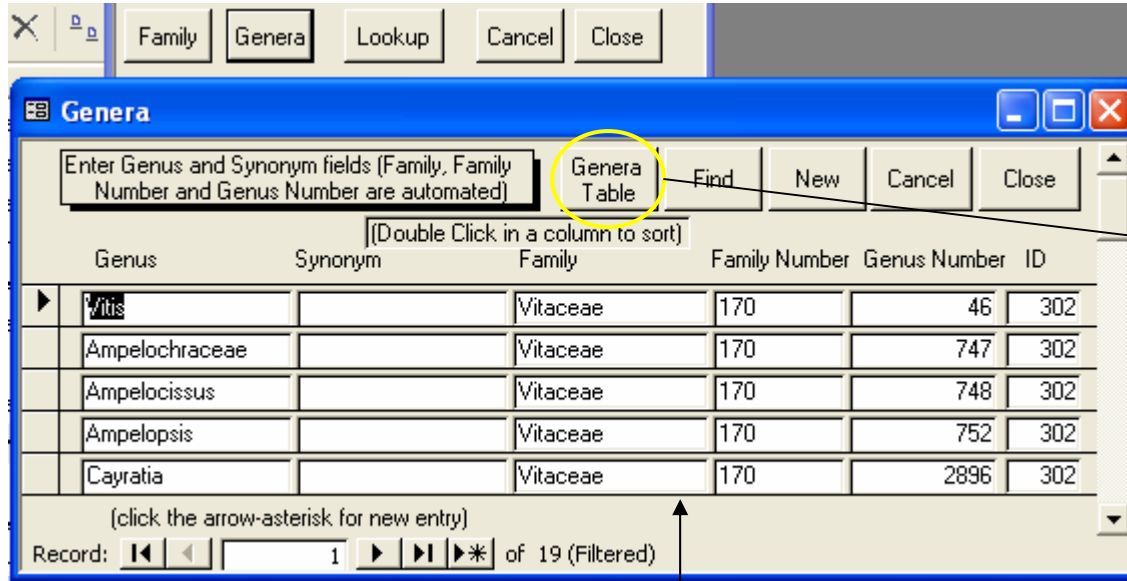 Family Genera Lookup Cancel Close
Genera
Enter Genus and Synonym fields (Family, Family
Number and Genus Number are automated)
Genera
Table
Find New Cancel Close
(Double Click in a column to sort)
Genus Synonym Family Family Number Genus Number ID
Vitis Vitaceae 170 46 302
Ampelochraceae Vitaceae 170 747 302
Ampelocissus Vitaceae 170 748 302
Ampelopsis Vitaceae 170 752 302
Cayratia Vitaceae 170 2896 302
(click the arrow-asterisk for new entry)
Record: 1 of 19 (Filtered)